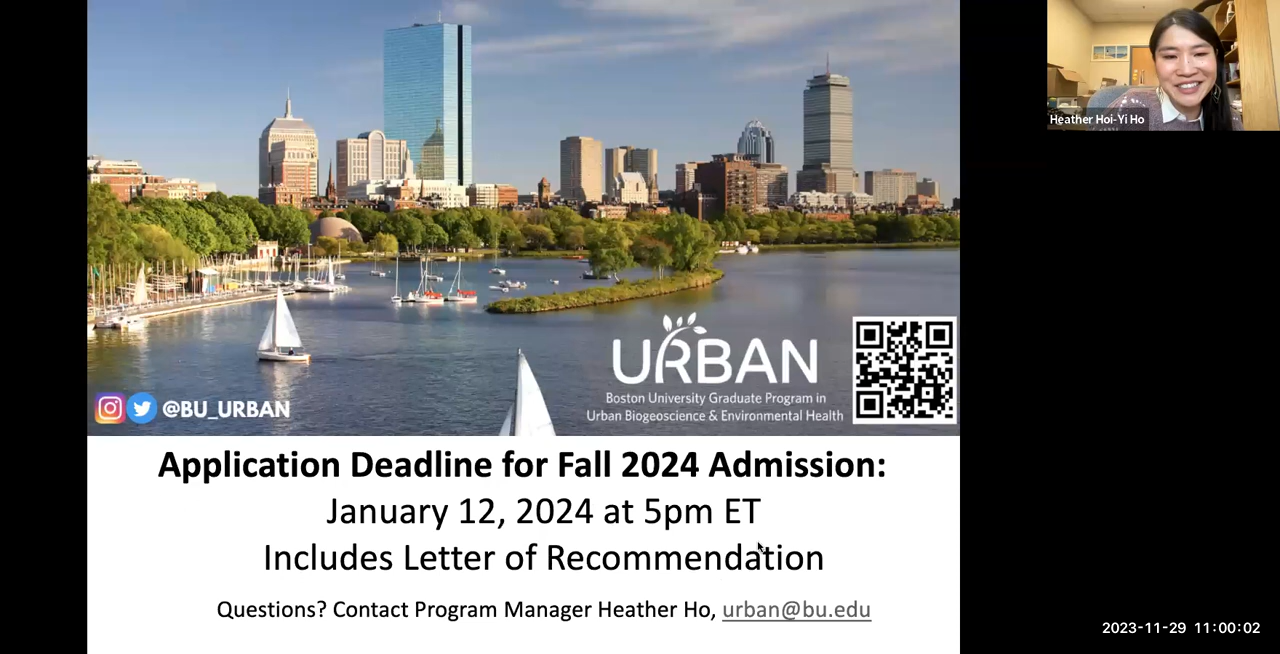 Heather Hoi-Yi Ho
URBAN
Boston University Graduate Program in
Urban Biogeoscience & Environmental Health
@BU_URBAN
Application Deadline for Fall 2024 Admission:
January 12, 2024 at 5pm ET
Includes Letter of Recommendation
Questions? Contact Program Manager Heather Ho, urban@bu.edu
2023-11-29 11:00:02